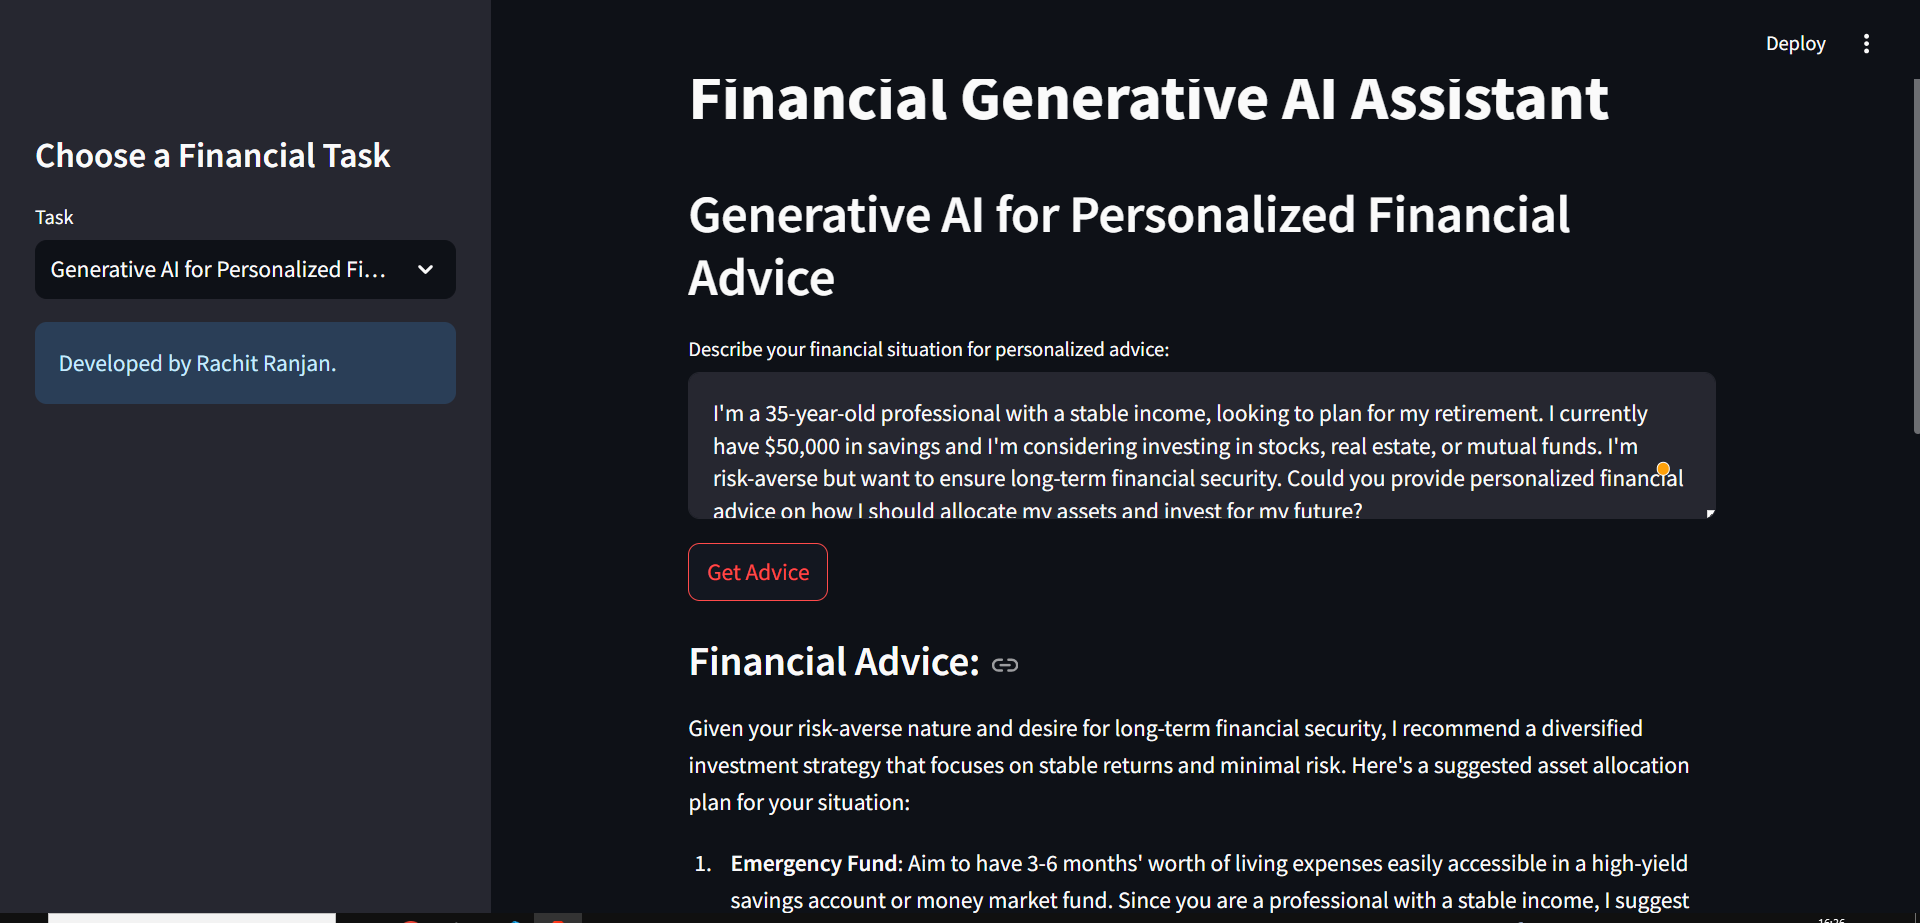 Deploy
Choose a Financial Task
Task
Generative AI for Personalized Fi...
Developed by Rachit Ranjan.
Financial Generative AI Assistant
Generative AI for Personalized Financial
Advice
Describe your financial situation for personalized advice:
I'm a 35-year-old professional with a stable income, looking to plan for my retirement. I currently
have $50,000 in savings and I'm considering investing in stocks, real estate, or mutual funds. I'm
risk-averse but want to ensure long-term financial security. Could you provide personalized financial
advice on how I should allocate my assets and invest for my future?
Get Advice
Financial Advice:
Given your risk-averse nature and desire for long-term financial security, I recommend a diversified
investment strategy that focuses on stable returns and minimal risk. Here's a suggested asset allocation
plan for your situation:
1. Emergency Fund: Aim to have 3-6 months' worth of living expenses easily accessible in a high-yield
savings account or money market fund. Since you are a professional with a stable income, I suggest